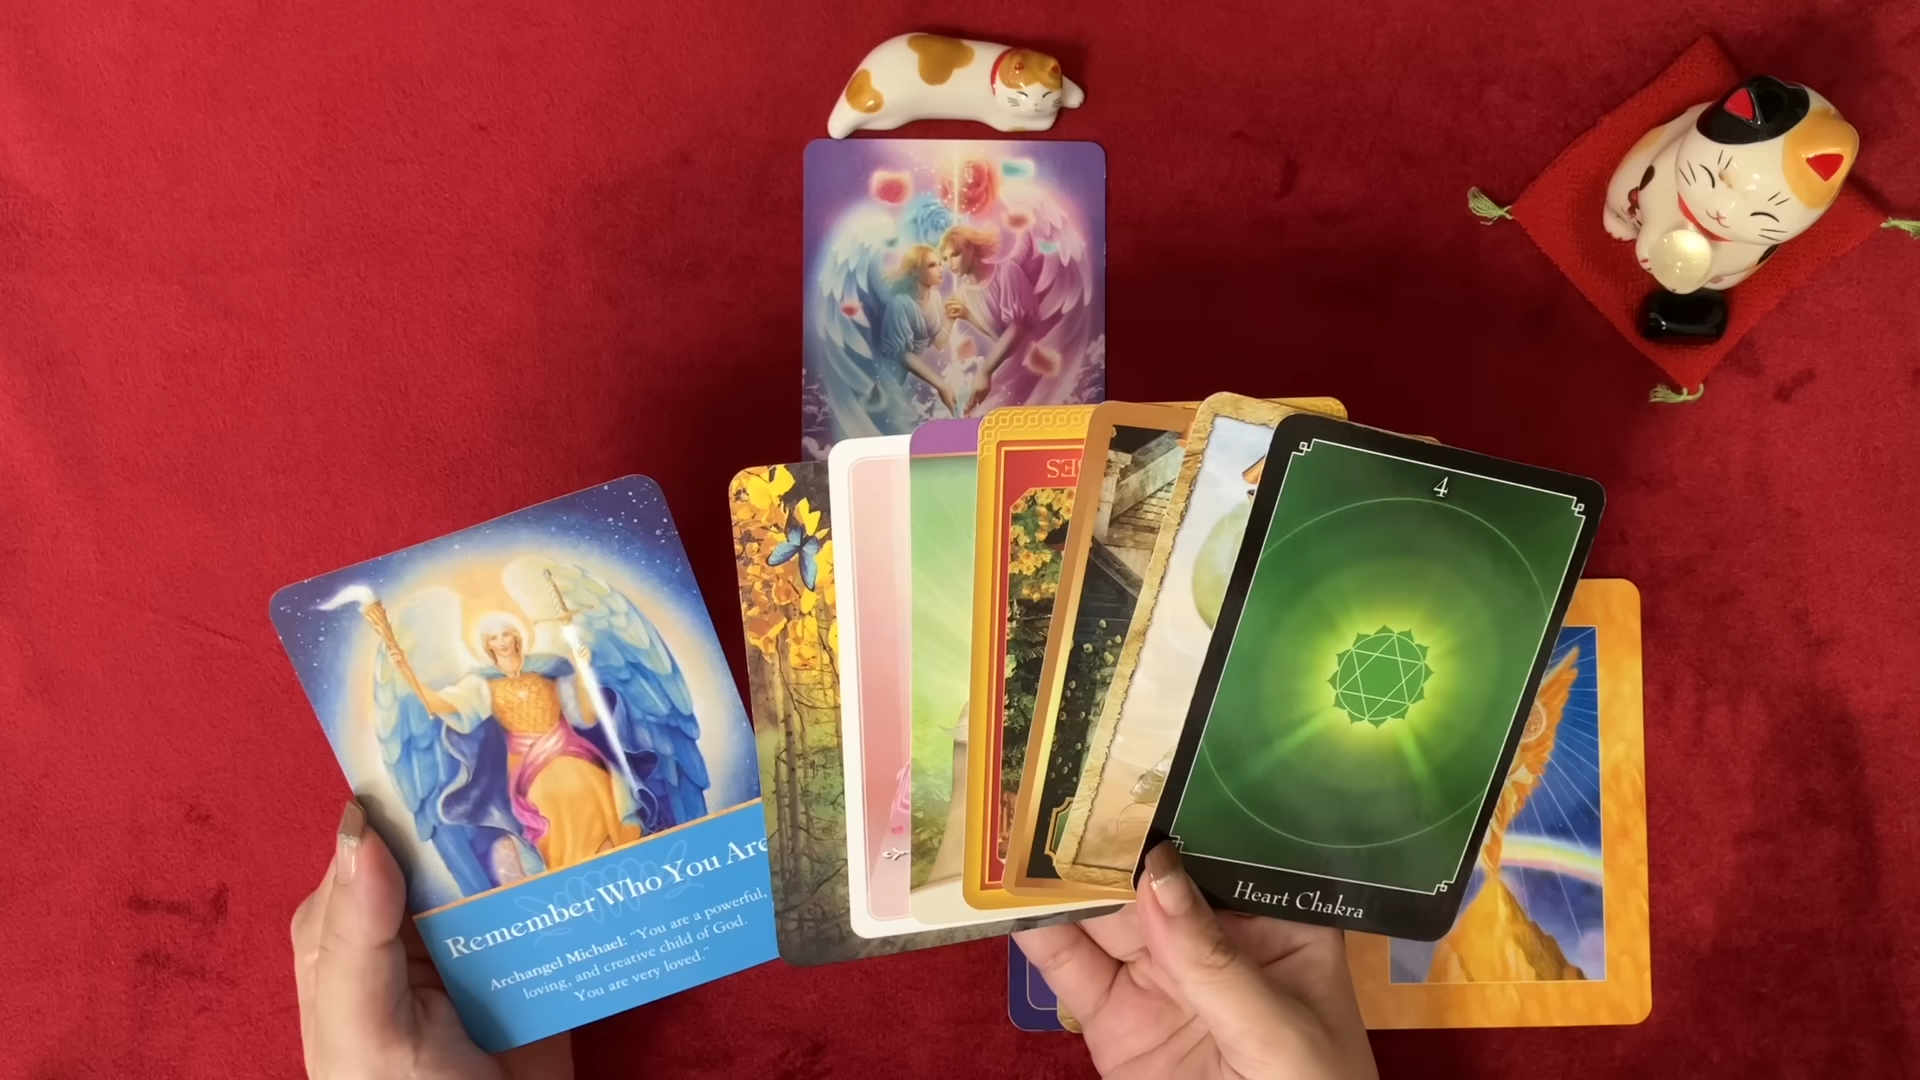 Remember Who You Are
Archangel Michael: "You are a powerful,
loving, and creative child of God.
You are very loved."
4
Heart Chakra